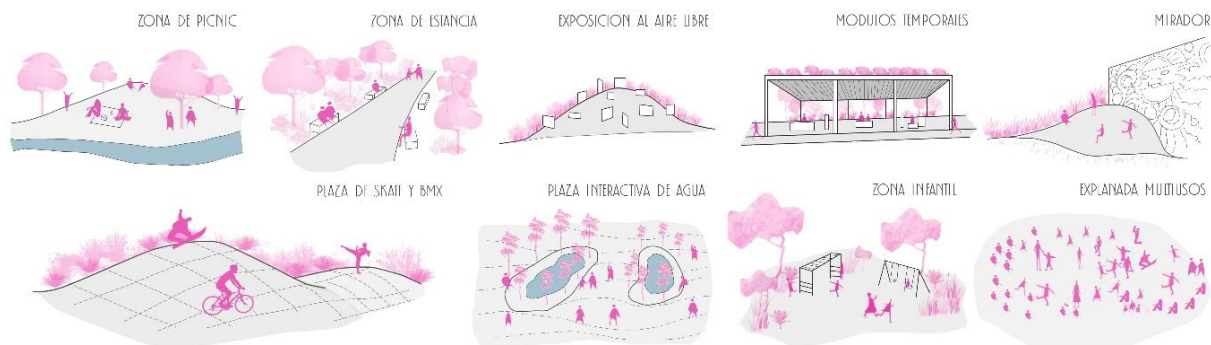 ZONA DE PICNIC
ZONA DE ESTANCIA
EXPOSICION AL AIRE LIBRE
MODULOS TEMPORALES
MIRADOR
PLAZA DE SKATE Y BMX
PLAZA INTERACTIVA DE AGUA
ZONA INFANTIL
EXPLANADA MULTIUSOS